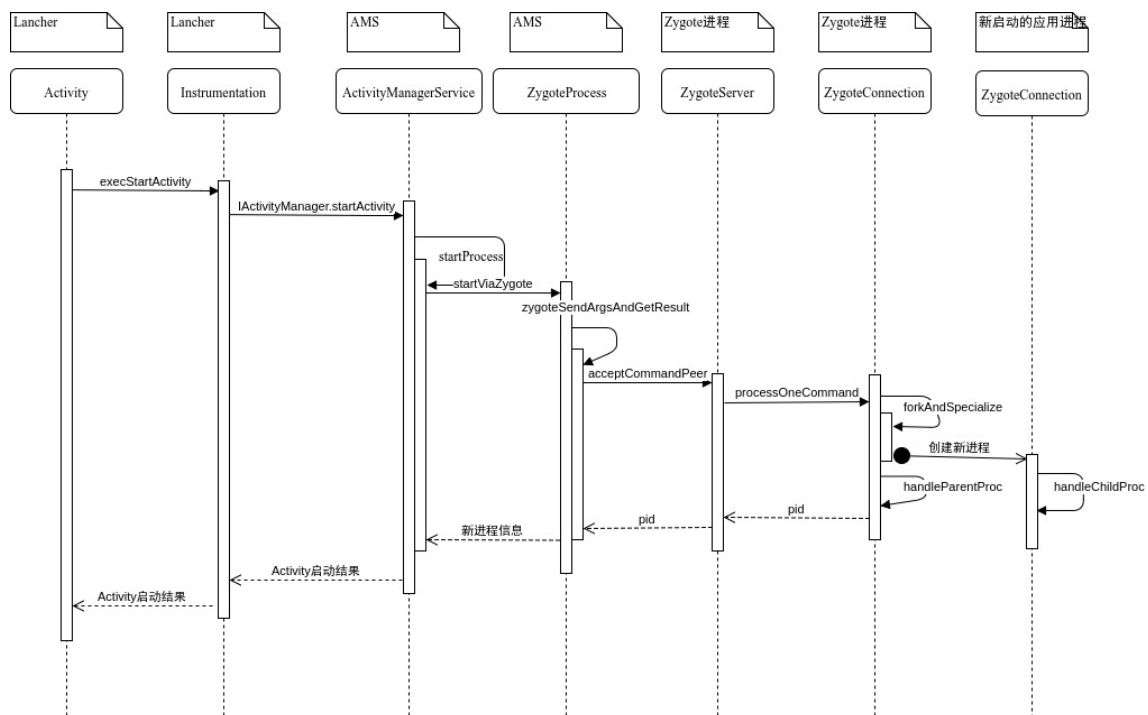 Lancher
Lancher
AMS
AMS
Zygote进程
Zygote进程
新启动的应用进程
Activity
Instrumentation
ActivityManagerService
ZygoteProcess
ZygoteServer
ZygoteConnection
ZygoteConnection
execStartActivity
IActivityManager.startActivity
startProcess
startViaZygote
zygoteSendArgsAndGetResult
acceptCommandPeer
processOneCommand
forkAndSpecialize
创建新进程
handleParentProc
handleChildProc
pid
pid
新进程信息
Activity启动结果
Activity启动结果